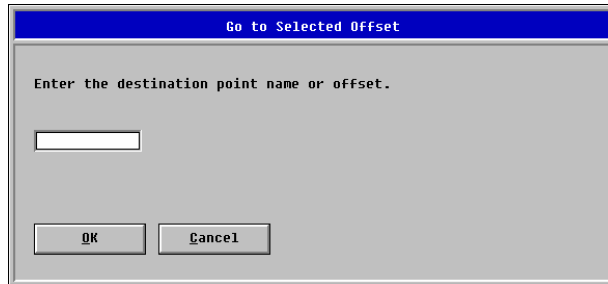 Go to Selected Offset
Enter the destination point name or offset.
OK
Cancel